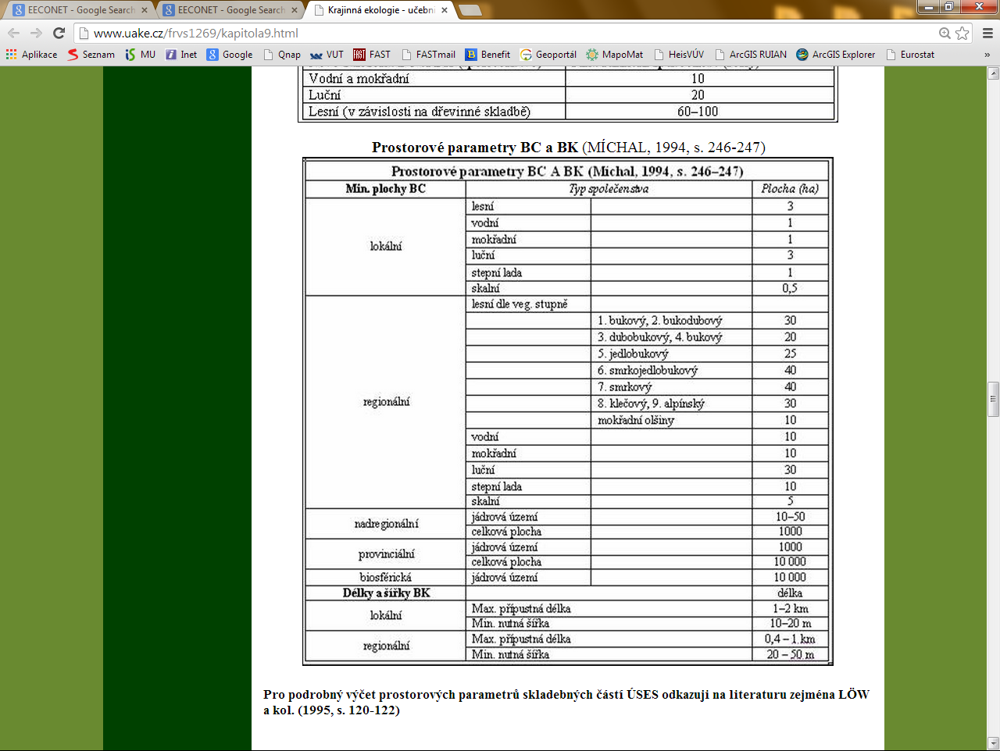 EECONET - Google Search
EECONET - Google Search
Krajinná ekologie - učebni
www.uake.cz/frvs1269/kapitola9.html
Aplikace Seznam MU Inet Google Qnap VUT FAST FASTmail Benefit Geoportál MapoMat HeisVÚV ArcGIS RUIAN ArcGIS Explorer Eurostat »
Vodní a mokřadní 10
Luční 20
Lesní (v závislosti na dřevinné skladbě) 60–100
Prostorové parametry BC a BK (MÍCHAL, 1994, s. 246-247)
Prostorové parametry BC A BK (Míchal, 1994, s. 246–247)
Min. plochy BC Typ společenstva Plocha (ha)
lokální
lesní 3
vodní 1
mokřadní 1
luční 3
stepní lada 1
skalní 0,5
regionální
lesní dle veg. stupně
1. bukový, 2. bukodubový 30
3. dubobukový, 4. bukový 20
5. jedlobukový 25
6. smrkojedlobukový 40
7. smrkový 40
8. klečový, 9. alpínský 30
mokřadní olšiny 10
vodní 10
mokřadní 10
luční 30
stepní lada 10
skalní 5
nadregionální
jádrová území 10–50
celková plocha 1000
provinciální
jádrová území 1000
celková plocha 10 000
biosférická jádrová území 10 000
Délky a šířky BK délka
lokální
Max. přípustná délka 1–2 km
Min. nutná šířka 10–20 m
regionální
Max. přípustná délka 0,4 – 1 km
Min. nutná šířka 20 – 50 m
Pro podrobný výčet prostorových parametrů skladebných částí ÚSES odkazuji na literaturu zejména LÖW
a kol. (1995, s. 120-122)